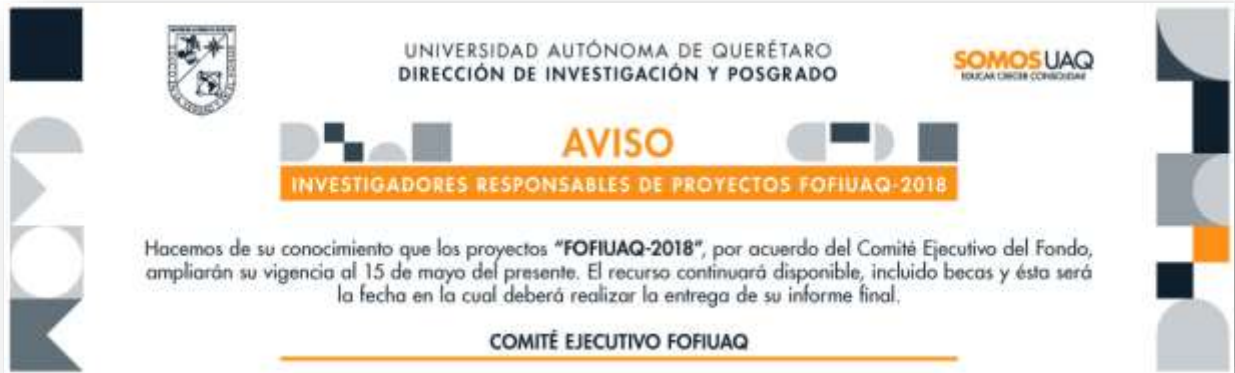 UNIVERSIDAD AUTÓNOMA DE QUERÉTARO
DIRECCIÓN DE INVESTIGACIÓN Y POSGRADO
SOMOS UAQ
EDUCAR CRECER CONSOLIDAR
AVISO
INVESTIGADORES RESPONSABLES DE PROYECTOS FOFIUAQ-2018
Hacemos de su conocimiento que los proyectos "FOFIUAQ-2018", por acuerdo del Comité Ejecutivo del Fondo,
ampliarán su vigencia al 15 de mayo del presente. El recurso continuará disponible, incluido becas y ésta será
la fecha en la cual deberá realizar la entrega de su informe final.
COMITÉ EJECUTIVO FOFIUAQ